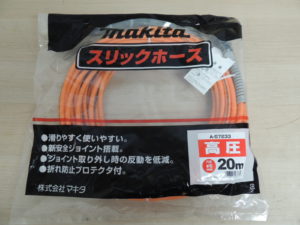 makita
スリックホース
A-57233
高圧
20m
●滑りやすく使いやすい。
●新安全ジョイント搭載。
●ジョイント取り外し時の反動を低減。
●折れ防止プロテクタ付。
株式会社マキタ